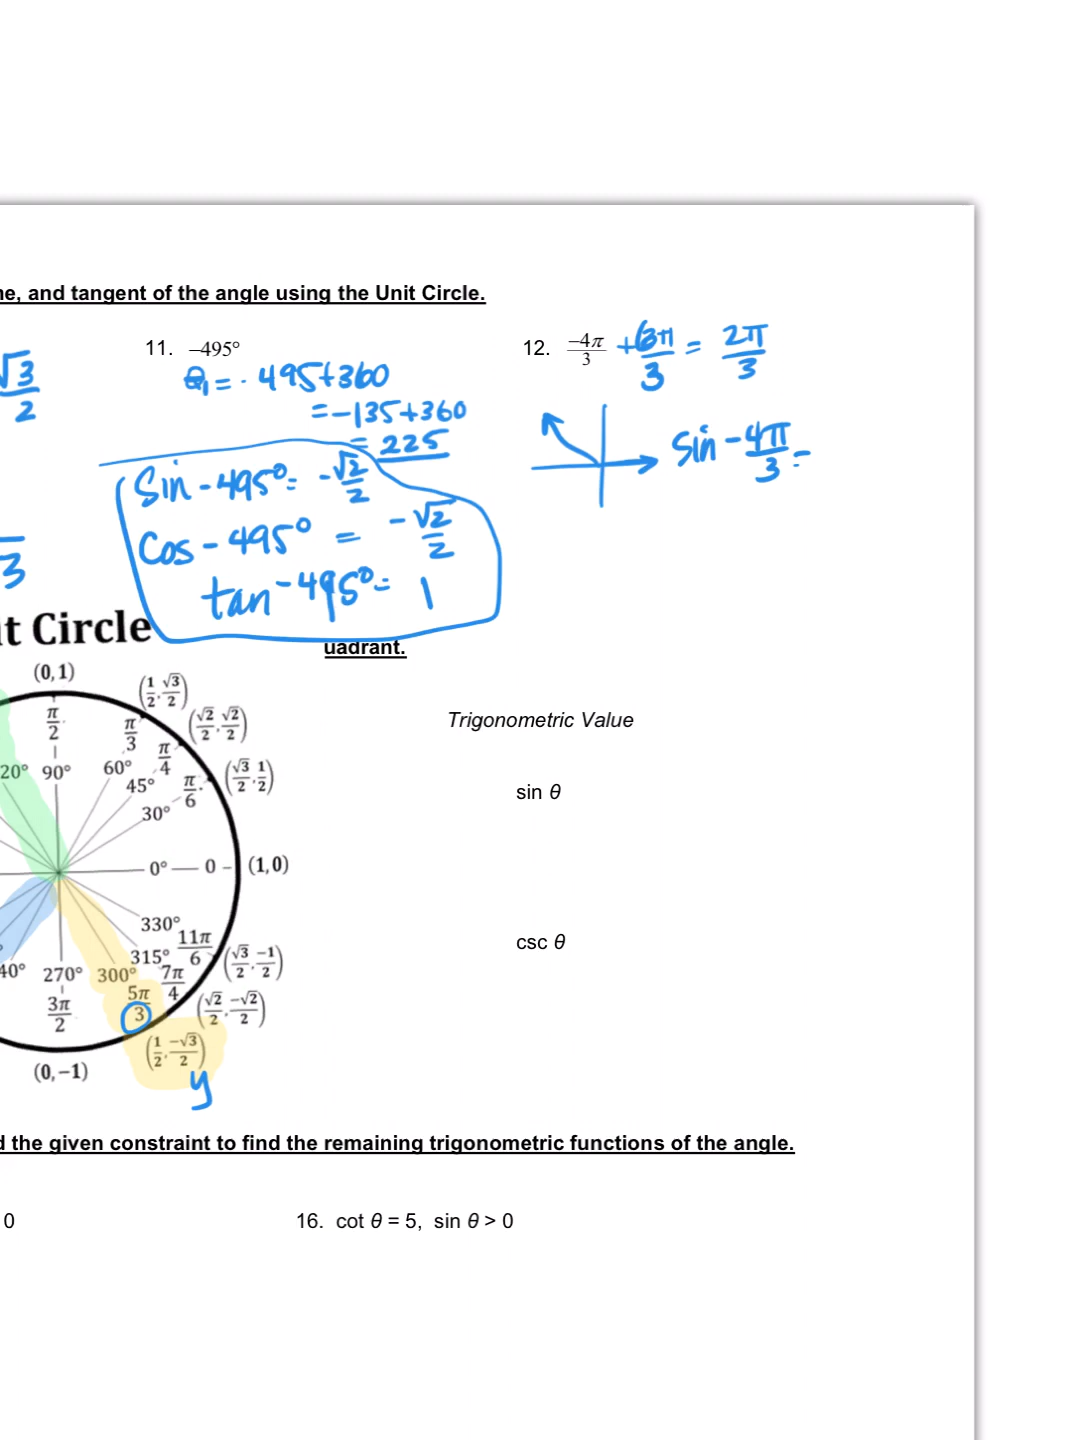 ne, and tangent of the angle using the Unit Circle.
√3/2
11. –495°
θ₁ = -495+360
=-135+360
= 225
Sin-495°= -√2/2
Cos-495° = -√2/2
tan-495°= 1
12. –4π/3 + 6π/3 = 2π/3
Sin -4π/3 =
3
it Circle
uadrant.
(0,1)
(1/2, √3/2)
(√2/2, √2/2)
(√3/2, 1/2)
π/2 π/3 π/4 π/6
20° 90° 60° 45° 30°
0° 0 (1,0)
330° 11π/6 (√3/2, –1/2)
315° 7π/4 (√2/2, –√2/2)
40° 270° 300°
3π/2 5π/3 (1/2, –√3/2)
y
(0,–1)
Trigonometric Value
sin θ
csc θ
d the given constraint to find the remaining trigonometric functions of the angle.
0
16. cot θ = 5, sin θ > 0